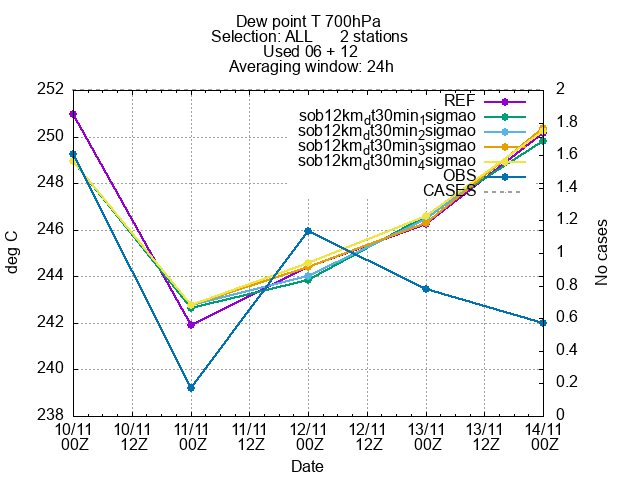 Dew point T 700hPa
Selection: ALL 2 stations
Used 06 + 12
Averaging window: 24h
252
250
248
246
244
242
240
238
2
1.8
1.6
1.4
1.2
1
0.8
0.6
0.4
0.2
0
REF
sob12km_dt30min_1sigmao
sob12km_dt30min_2sigmao
sob12km_dt30min_3sigmao
sob12km_dt30min_4sigmao
OBS
CASES
deg C
No cases
10/11 10/11 11/11 11/11 12/11 12/11 13/11 13/11 14/11
00Z 12Z 00Z 12Z 00Z 12Z 00Z 12Z 00Z
Date